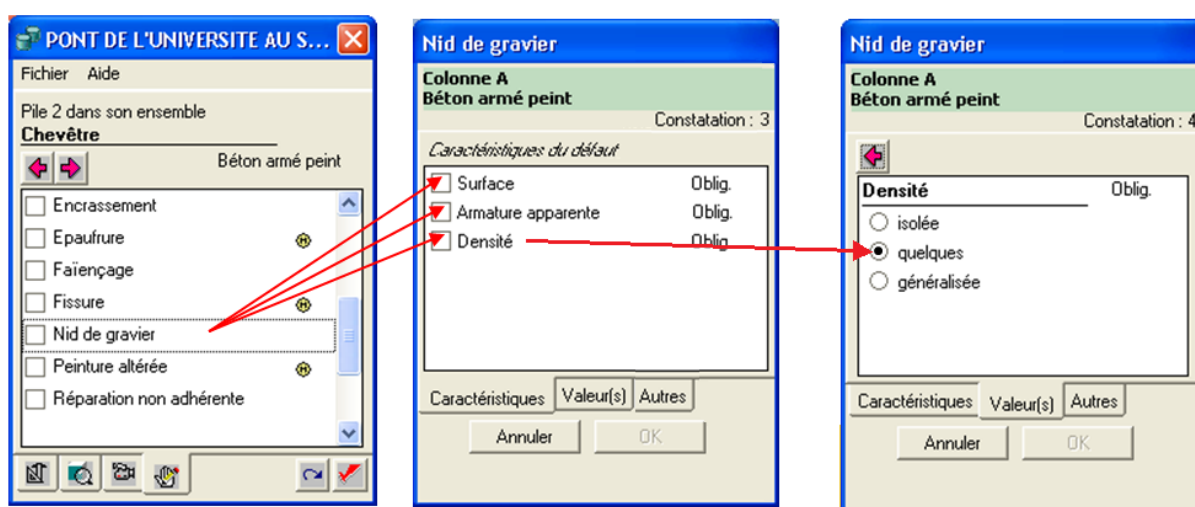 PONT DE L'UNIVERSITE AU S...
Fichier Aide
Pile 2 dans son ensemble
Chevêtre
Béton armé peint
Encrassement
Epaufrure
Faïençage
Fissure
Nid de gravier
Peinture altérée
Réparation non adhérente
Nid de gravier
Colonne A
Béton armé peint
Constatation : 3
Caractéristiques du défaut
Surface Oblig.
Armature apparente Oblig.
Densité Oblig.
Caractéristiques Valeur(s) Autres
Annuler OK
Nid de gravier
Colonne A
Béton armé peint
Constatation : 4
Densité Oblig.
isolée
quelques
généralisée
Caractéristiques Valeur(s) Autres
Annuler OK